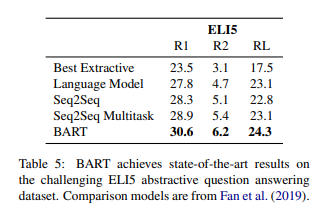 ELI5
R1 R2 RL
Best Extractive 23.5 3.1 17.5
Language Model 27.8 4.7 23.1
Seq2Seq 28.3 5.1 22.8
Seq2Seq Multitask 28.9 5.4 23.1
BART 30.6 6.2 24.3
Table 5: BART achieves state-of-the-art results on
the challenging ELI5 abstractive question answering
dataset. Comparison models are from Fan et al. (2019).